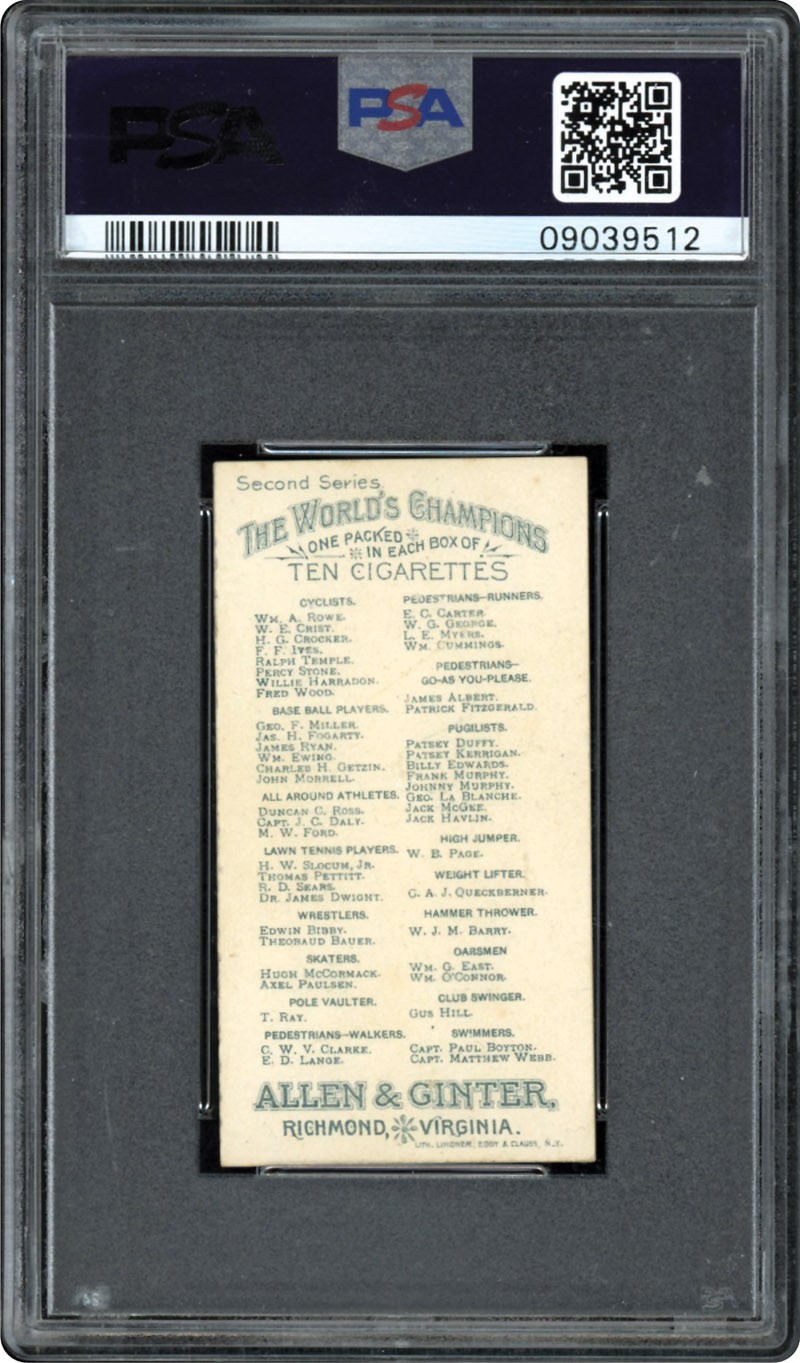 PSA
PSA
09039512
Second Series.
THE WORLD'S CHAMPIONS
ONE PACKED
IN EACH BOX OF
TEN CIGARETTES
CYCLISTS.
WM. A. ROWE.
W. E. CRIST.
H. G. CROCKER.
F. F. IVES.
RALPH TEMPLE.
PERCY STONE.
WILLIE HARRADON.
FRED WOOD.
BASE BALL PLAYERS.
GEO. F. MILLER.
JAS. H. FOGARTY.
JAMES RYAN.
WM. EWING.
CHARLES H. GETZIN.
JOHN MORRELL.
ALL AROUND ATHLETES.
DUNCAN C. ROSS.
CAPT. J. C. DALY.
M. W. FORD.
LAWN TENNIS PLAYERS.
H. W. SLOCUM, JR.
THOMAS PETTITT.
R. D. SEARS.
DR. JAMES DWIGHT.
WRESTLERS.
EDWIN BIBBY.
THEOBAUD BAUER.
SKATERS.
HUGH MCCORMACK.
AXEL PAULSEN.
POLE VAULTER.
T. RAY.
PEDESTRIANS—WALKERS.
C. W. V. CLARKE.
E. D. LANGE.
PEDESTRIANS—RUNNERS.
E. C. CARTER.
W. G. GEORGE.
L. E. MYERS.
WM. CUMMINGS.
PEDESTRIANS—
GO-AS YOU-PLEASE.
JAMES ALBERT.
PATRICK FITZGERALD.
PUGILISTS.
PATSEY DUFFY.
PATSEY KERRIGAN.
BILLY EDWARDS.
FRANK MURPHY.
JOHNNY MURPHY.
GEO. LA BLANCHE.
JACK MCGEE.
JACK HAVLIN.
HIGH JUMPER.
W. B. PAGE.
WEIGHT LIFTER.
C. A. J. QUECKBERNER.
HAMMER THROWER.
W. J. M. BARRY.
OARSMEN
WM. G. EAST.
WM. O'CONNOR.
CLUB SWINGER.
GUS HILL.
SWIMMERS.
CAPT. PAUL BOYTON.
CAPT. MATTHEW WEBB.
ALLEN & GINTER,
RICHMOND, VIRGINIA.
LITH. LINDNER, EDDY & CLAUSS, N.Y.